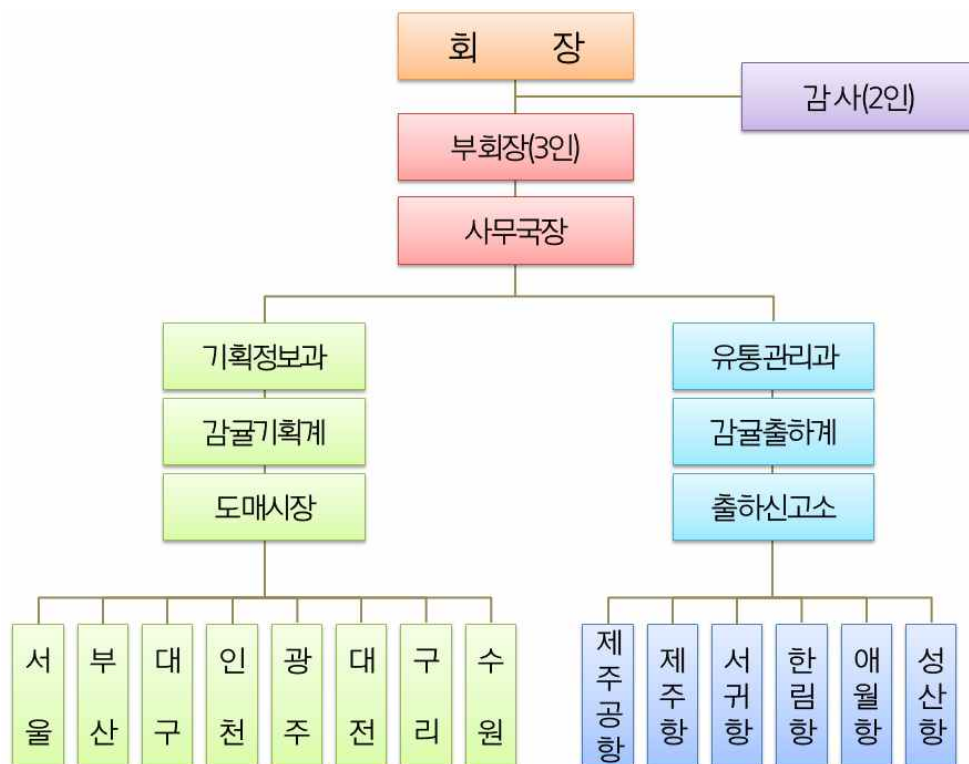 회 장
감 사(2인)
부회장(3인)
사무국장
기획정보과
유통관리과
감귤기획계
감귤출하계
도매시장
출하신고소
서울
부산
대구
인천
광주
대전
구리
수원
제주공항
제주항
서귀항
한림항
애월항
성산항